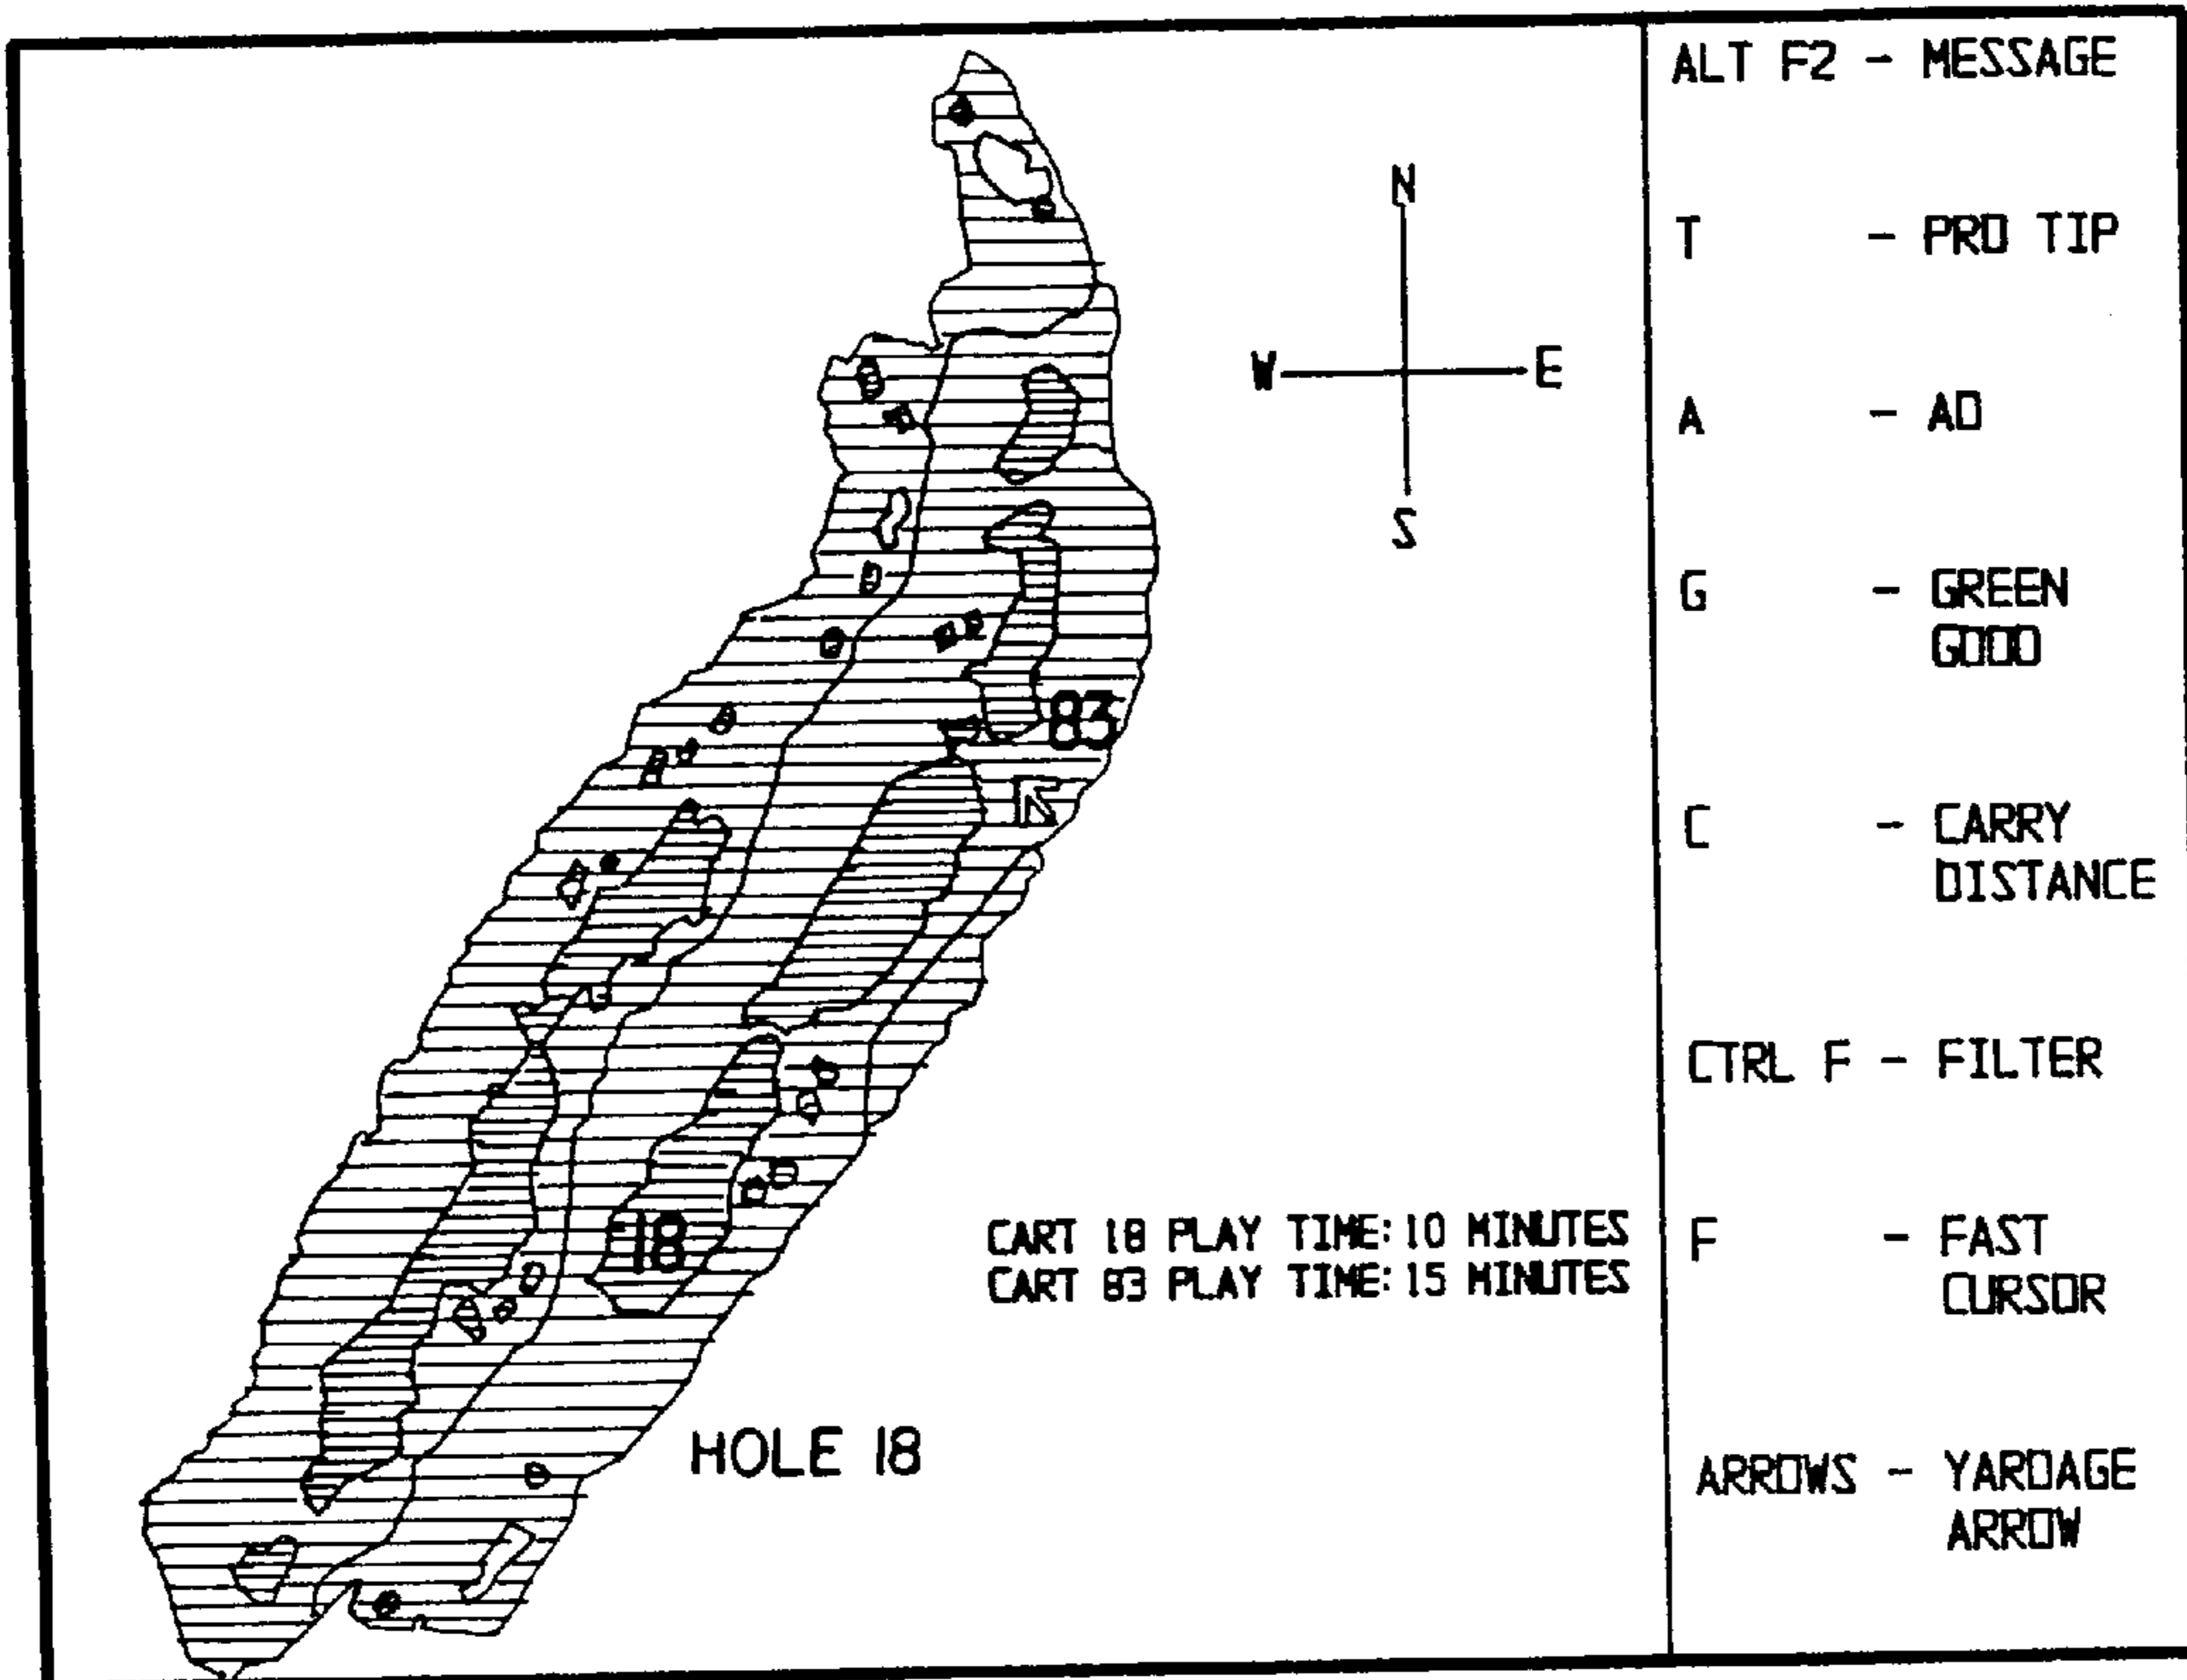 ALT F2 - MESSAGE
N
T - PRO TIP
W
E
A - AD
S
G - GREEN
GOOD
83
C - CARRY
DISTANCE
CTRL F - FILTER
18
CART 18 PLAY TIME: 10 MINUTES
CART 83 PLAY TIME: 15 MINUTES
F - FAST
CURSOR
HOLE 18
ARROWS - YARDAGE
ARROW